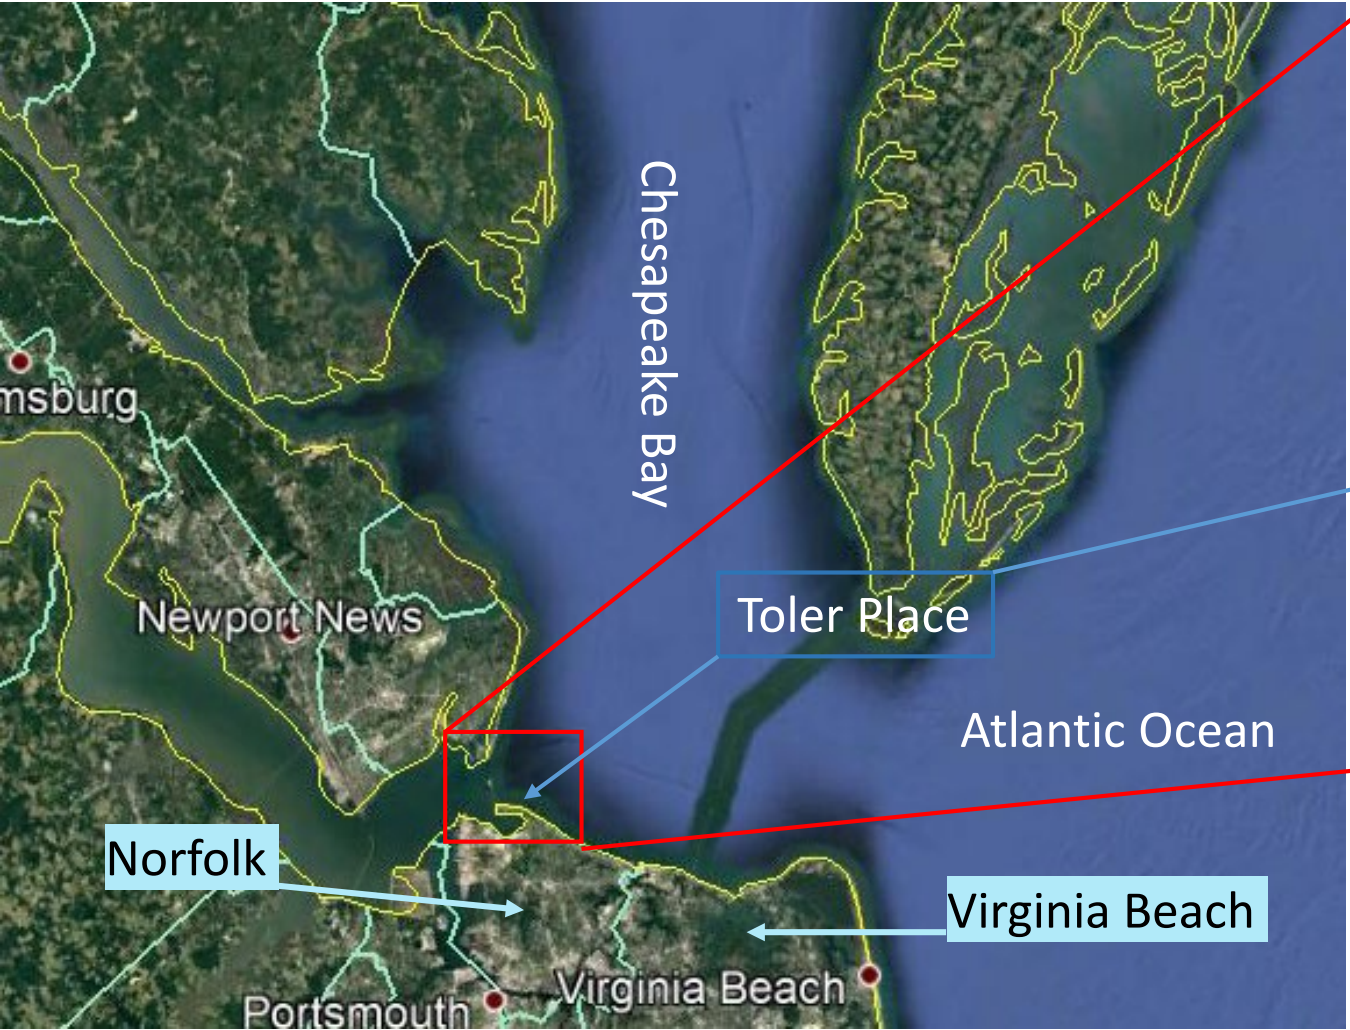 Chesapeake Bay
msburg
Newport News
Toler Place
Atlantic Ocean
Norfolk
Virginia Beach
Virginia Beach
Portsmouth